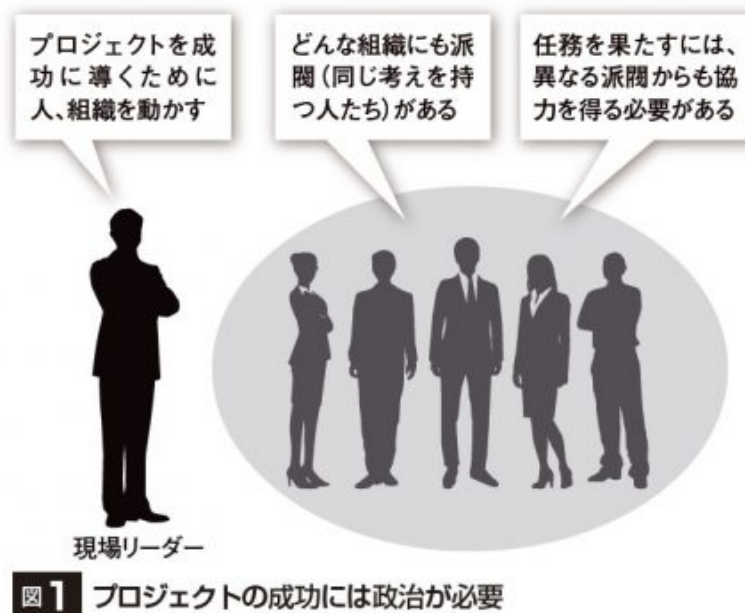 プロジェクトを成
功に導くために
人、組織を動かす
どんな組織にも派
閥（同じ考えを持
つ人たち）がある
任務を果たすには、
異なる派閥からも協
力を得る必要がある
現場リーダー
図1 プロジェクトの成功には政治が必要